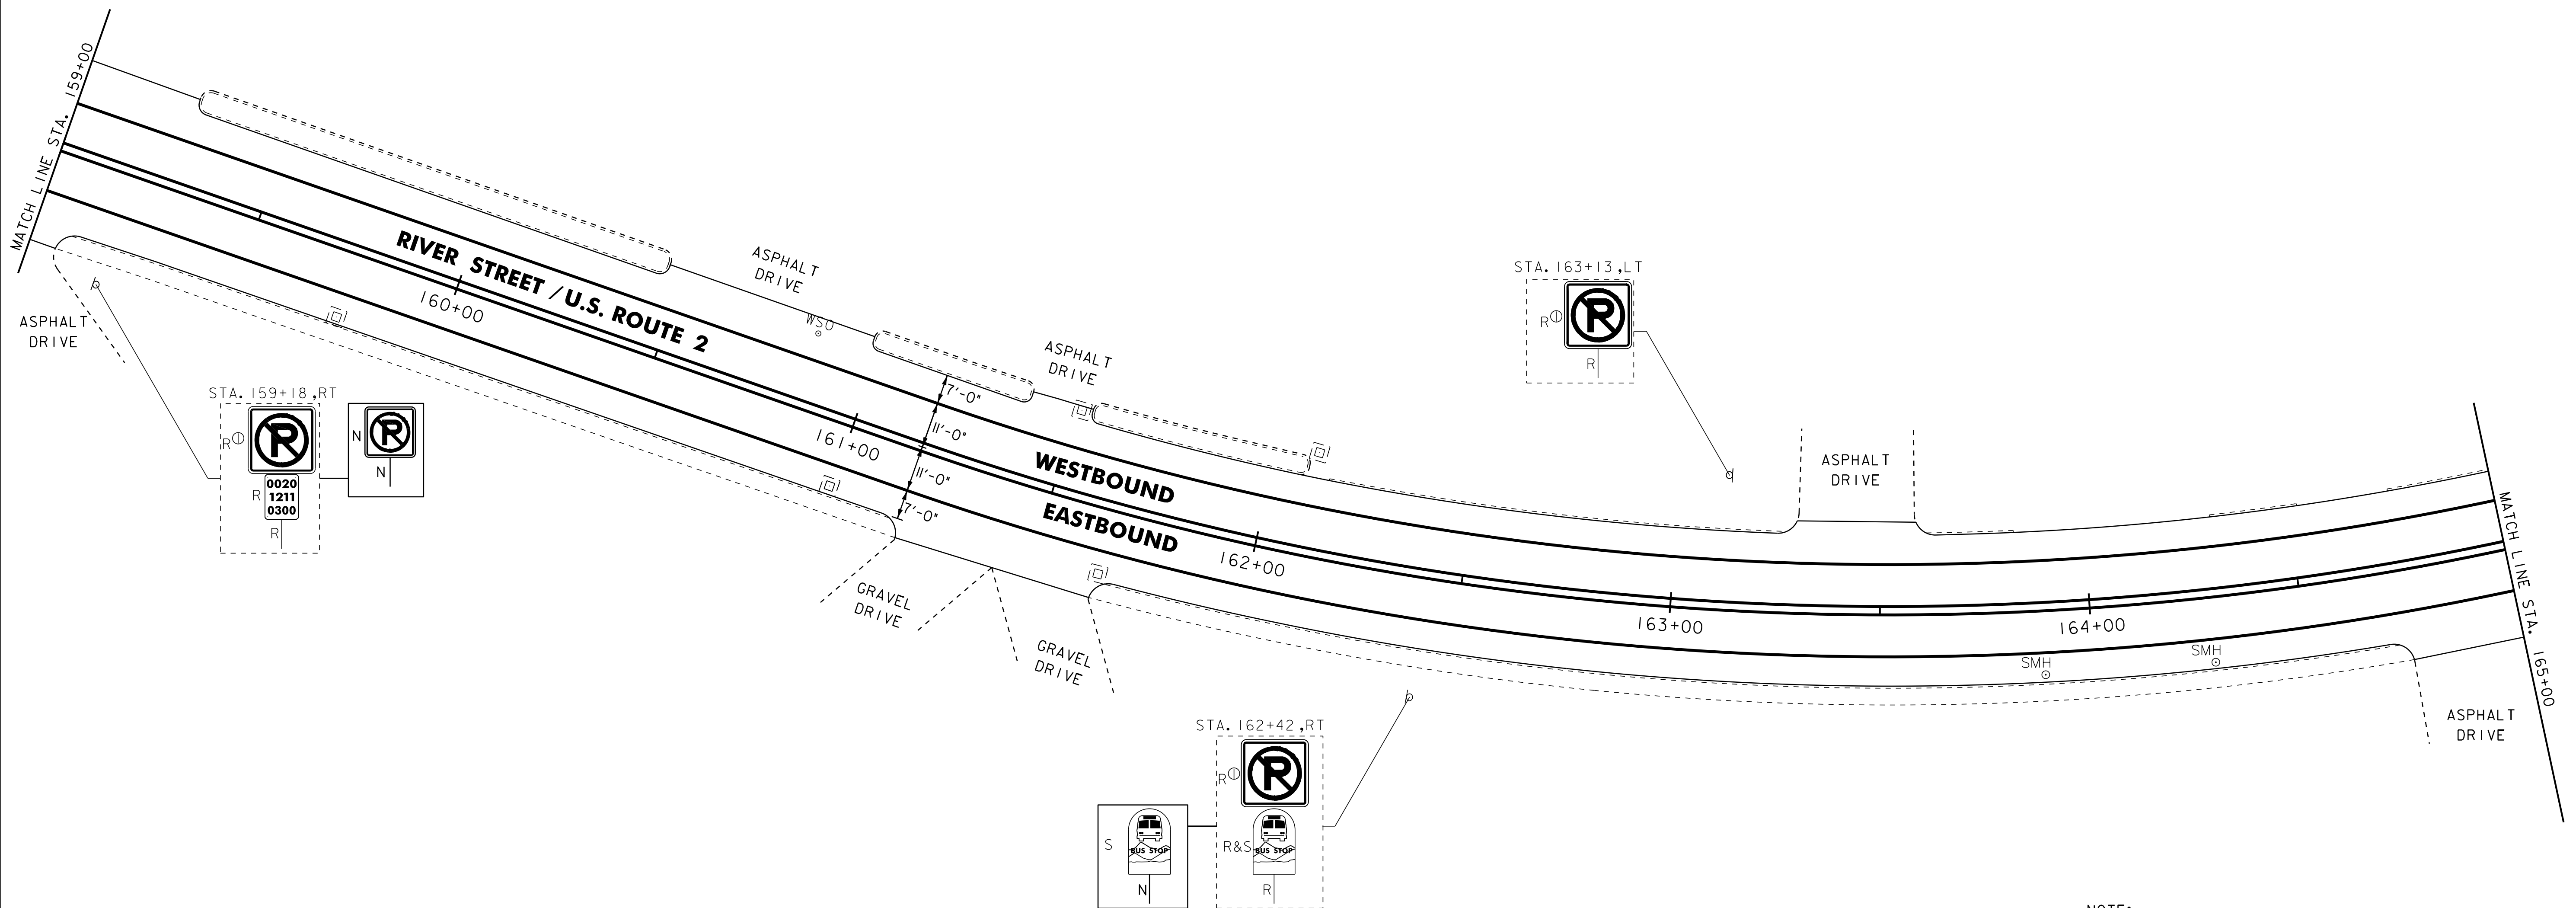 MATCH LINE STA. 159+00
ASPHALT
DRIVE
STA. 159+18, RT
R
P
R
0020
1211
0300
R
N
P
N
160+00
RIVER STREET / U.S. ROUTE 2
ASPHALT
DRIVE
WSO
161+00
7'-0"
11'-0"
11'-0"
7'-0"
ASPHALT
DRIVE
WESTBOUND
EASTBOUND
GRAVEL
DRIVE
GRAVEL
DRIVE
162+00
STA. 162+42, RT
R
P
S
BUS STOP
N
R&S
BUS STOP
R
STA. 163+13, LT
R
P
R
163+00
ASPHALT
DRIVE
164+00
SMH
SMH
MATCH LINE STA. 165+00
ASPHALT
DRIVE